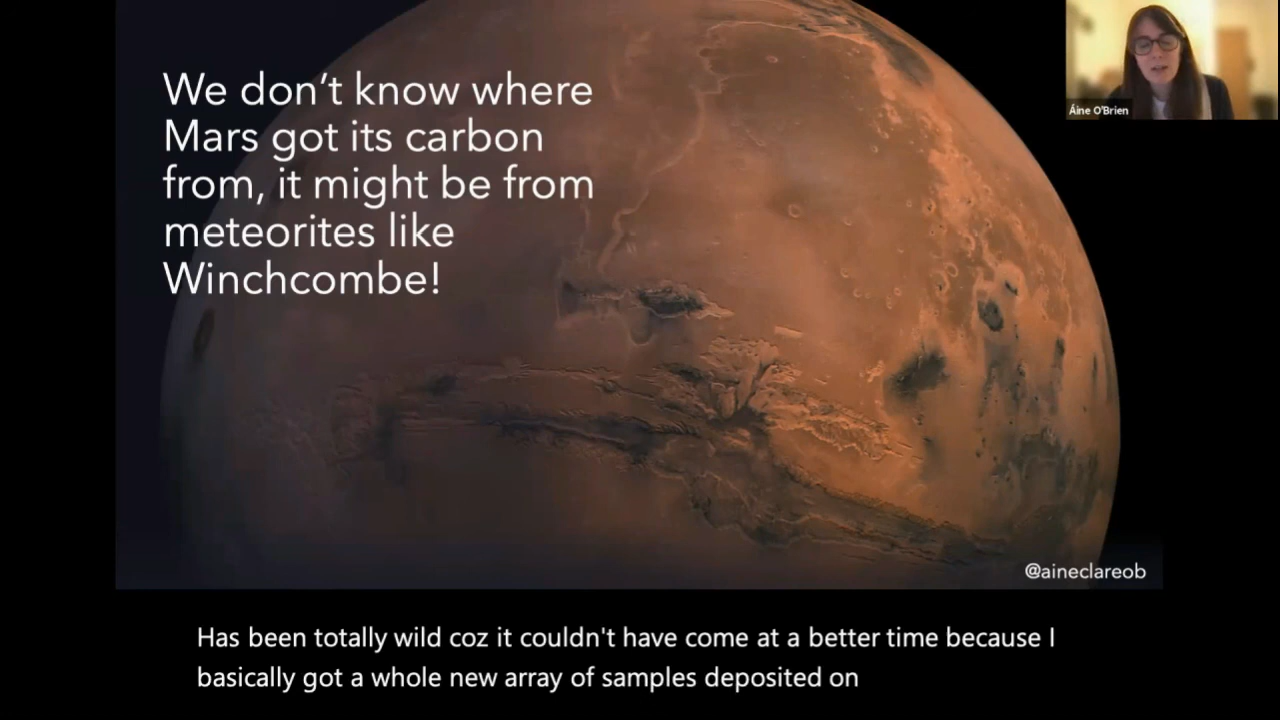 We don't know where
Mars got its carbon
from, it might be from
meteorites like
Winchcombe!
Áine O'Brien
@aineclareob
Has been totally wild coz it couldn't have come at a better time because I
basically got a whole new array of samples deposited on